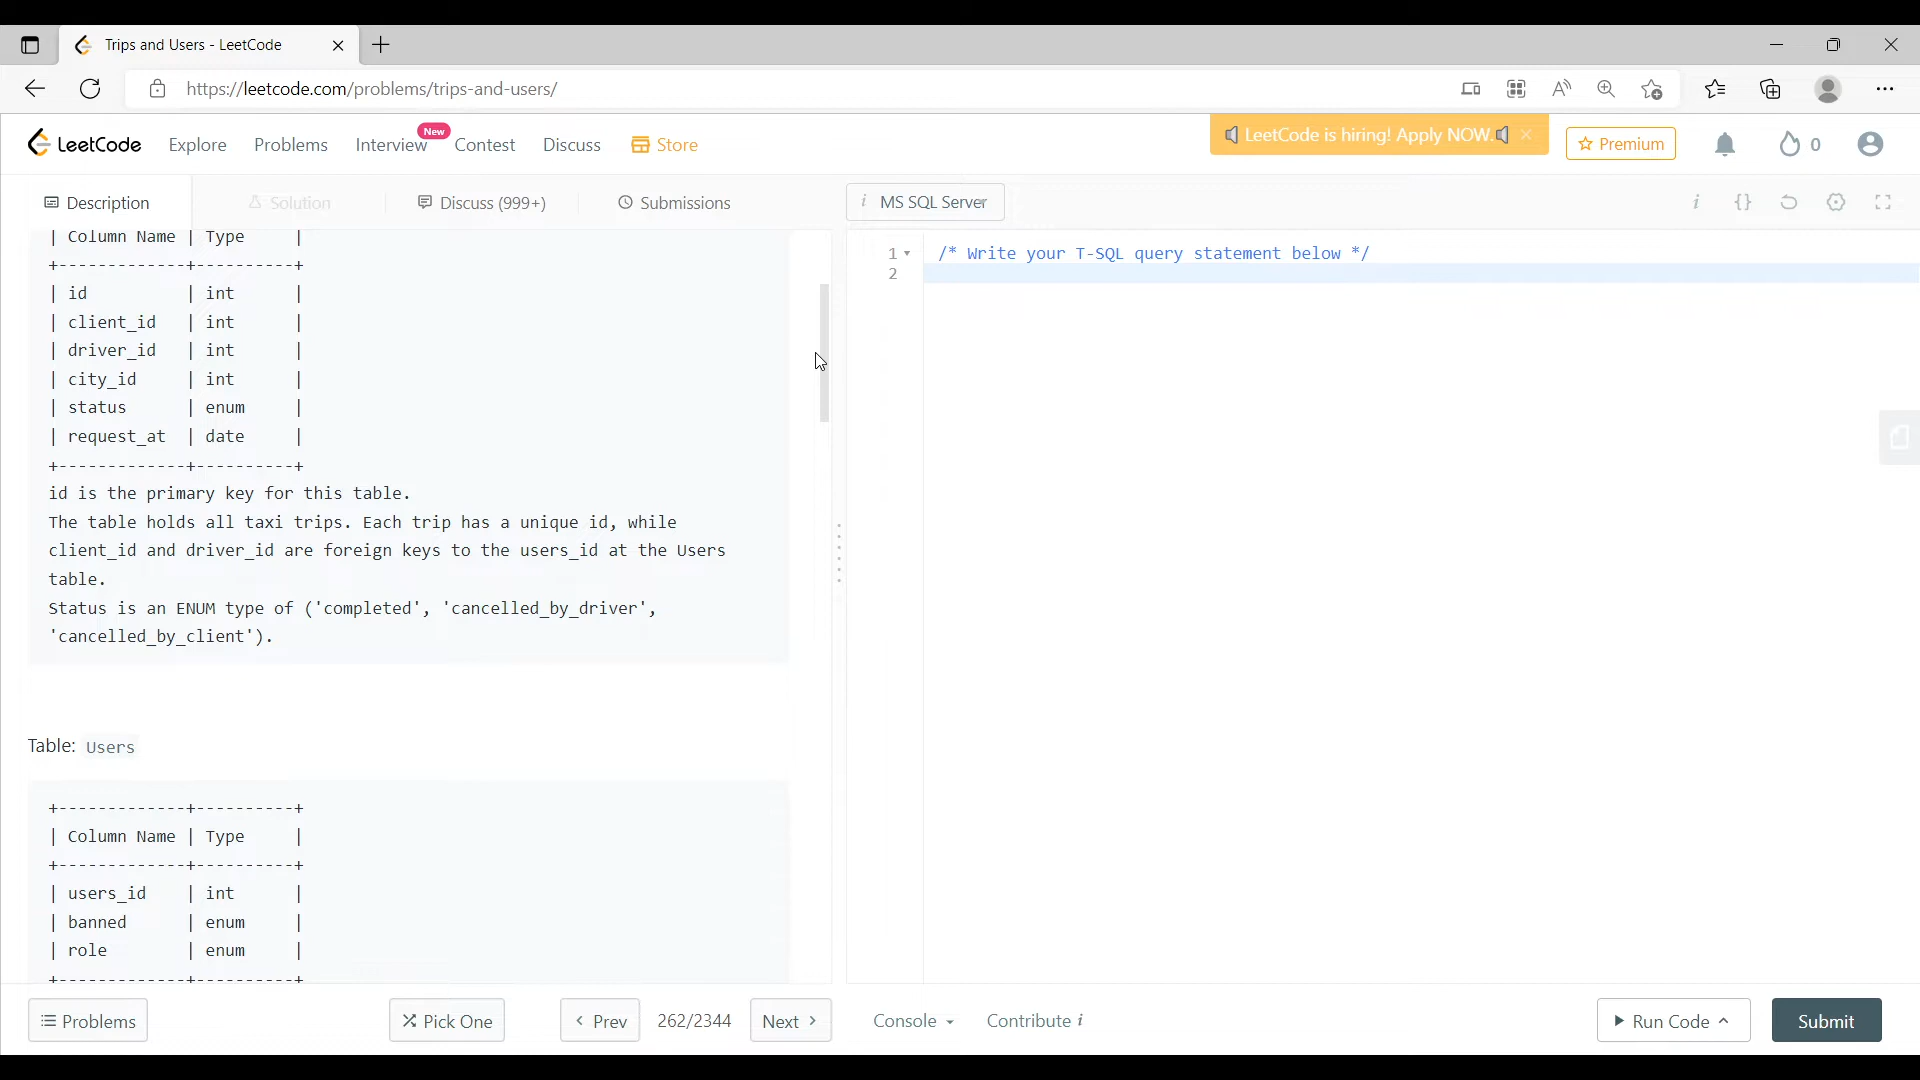 Trips and Users - LeetCode
https://leetcode.com/problems/trips-and-users/
LeetCode
Explore
Problems
Interview
New
Contest
Discuss
Store
LeetCode is hiring! Apply NOW.
Premium
0
Description
Solution
Discuss (999+)
Submissions
i MS SQL Server
i
{}
| Column Name | Type     |
+-------------+----------+
| id          | int      |
| client_id   | int      |
| driver_id   | int      |
| city_id     | int      |
| status      | enum     |
| request_at  | date     |
+-------------+----------+
id is the primary key for this table.
The table holds all taxi trips. Each trip has a unique id, while
client_id and driver_id are foreign keys to the users_id at the Users
table.
Status is an ENUM type of ('completed', 'cancelled_by_driver',
'cancelled_by_client').
Table: Users
+-------------+----------+
| Column Name | Type     |
+-------------+----------+
| users_id    | int      |
| banned      | enum     |
| role        | enum     |
+-------------+----------+
1 /* Write your T-SQL query statement below */
2
Problems
Pick One
Prev
262/2344
Next
Console
Contribute i
Run Code
Submit